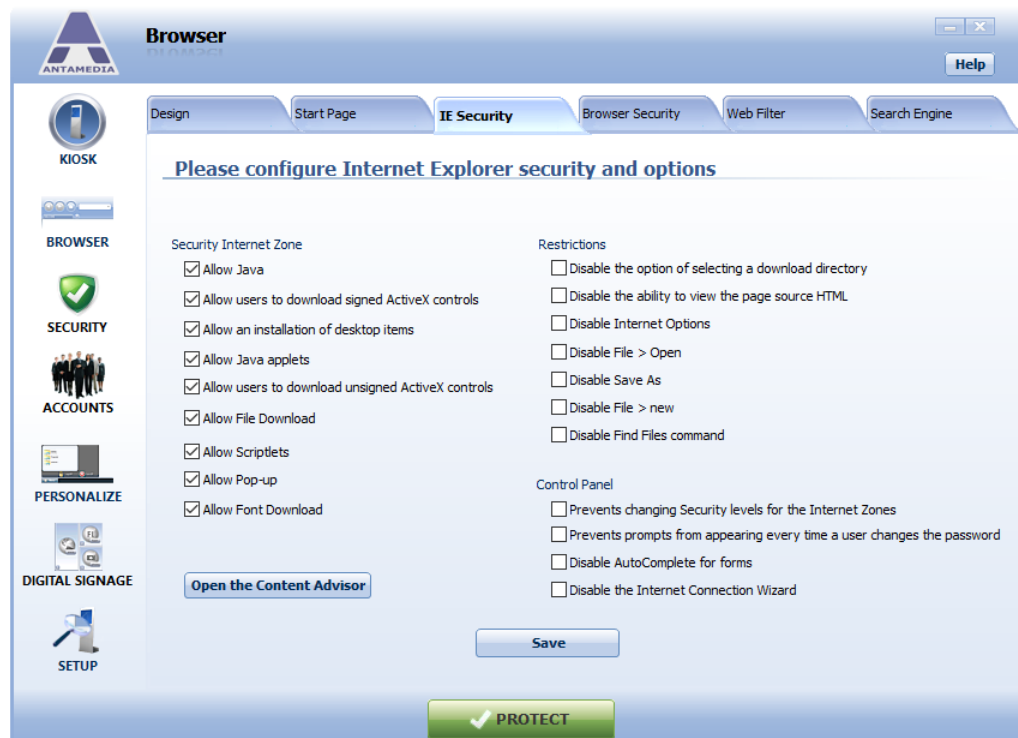 Browser
ANTAMEDIA
Help
Design
Start Page
IE Security
Browser Security
Web Filter
Search Engine
KIOSK
BROWSER
SECURITY
ACCOUNTS
PERSONALIZE
DIGITAL SIGNAGE
SETUP
Please configure Internet Explorer security and options
Security Internet Zone
Allow Java
Allow users to download signed ActiveX controls
Allow an installation of desktop items
Allow Java applets
Allow users to download unsigned ActiveX controls
Allow File Download
Allow Scriptlets
Allow Pop-up
Allow Font Download
Open the Content Advisor
Restrictions
Disable the option of selecting a download directory
Disable the ability to view the page source HTML
Disable Internet Options
Disable File > Open
Disable Save As
Disable File > new
Disable Find Files command
Control Panel
Prevents changing Security levels for the Internet Zones
Prevents prompts from appearing every time a user changes the password
Disable AutoComplete for forms
Disable the Internet Connection Wizard
Save
PROTECT